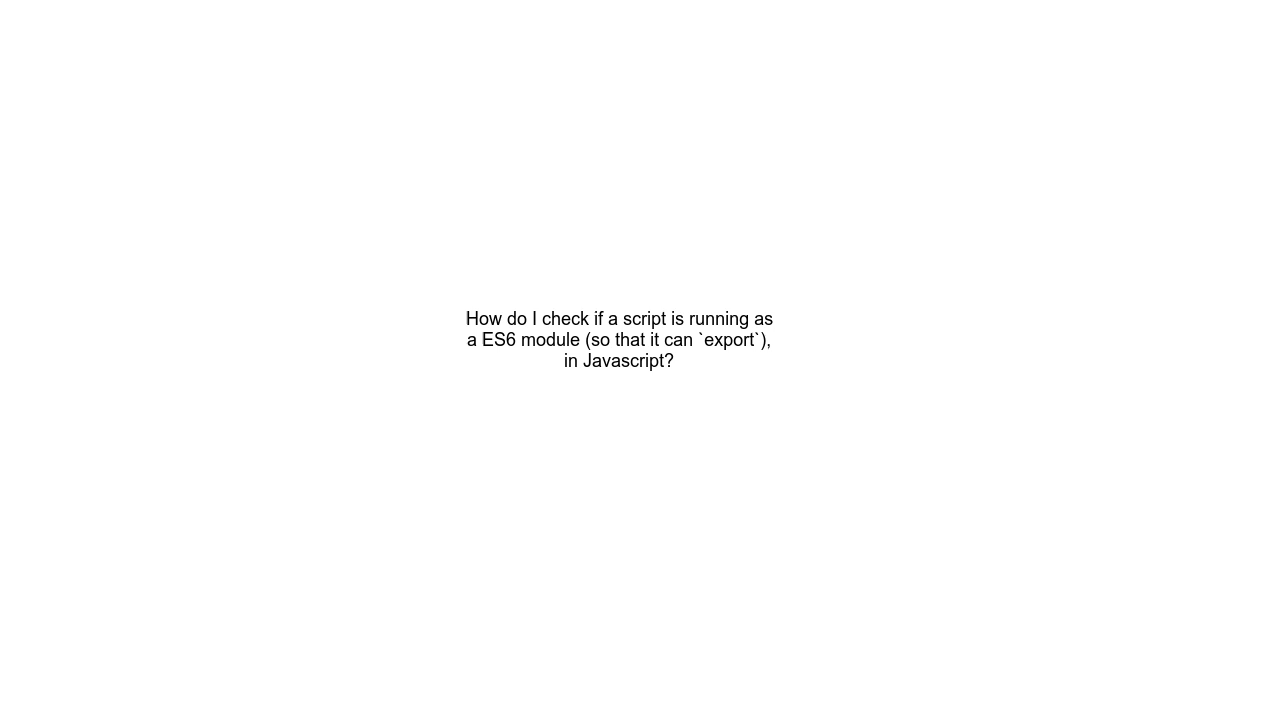 How do I check if a script is running as
a ES6 module (so that it can `export`),
in Javascript?